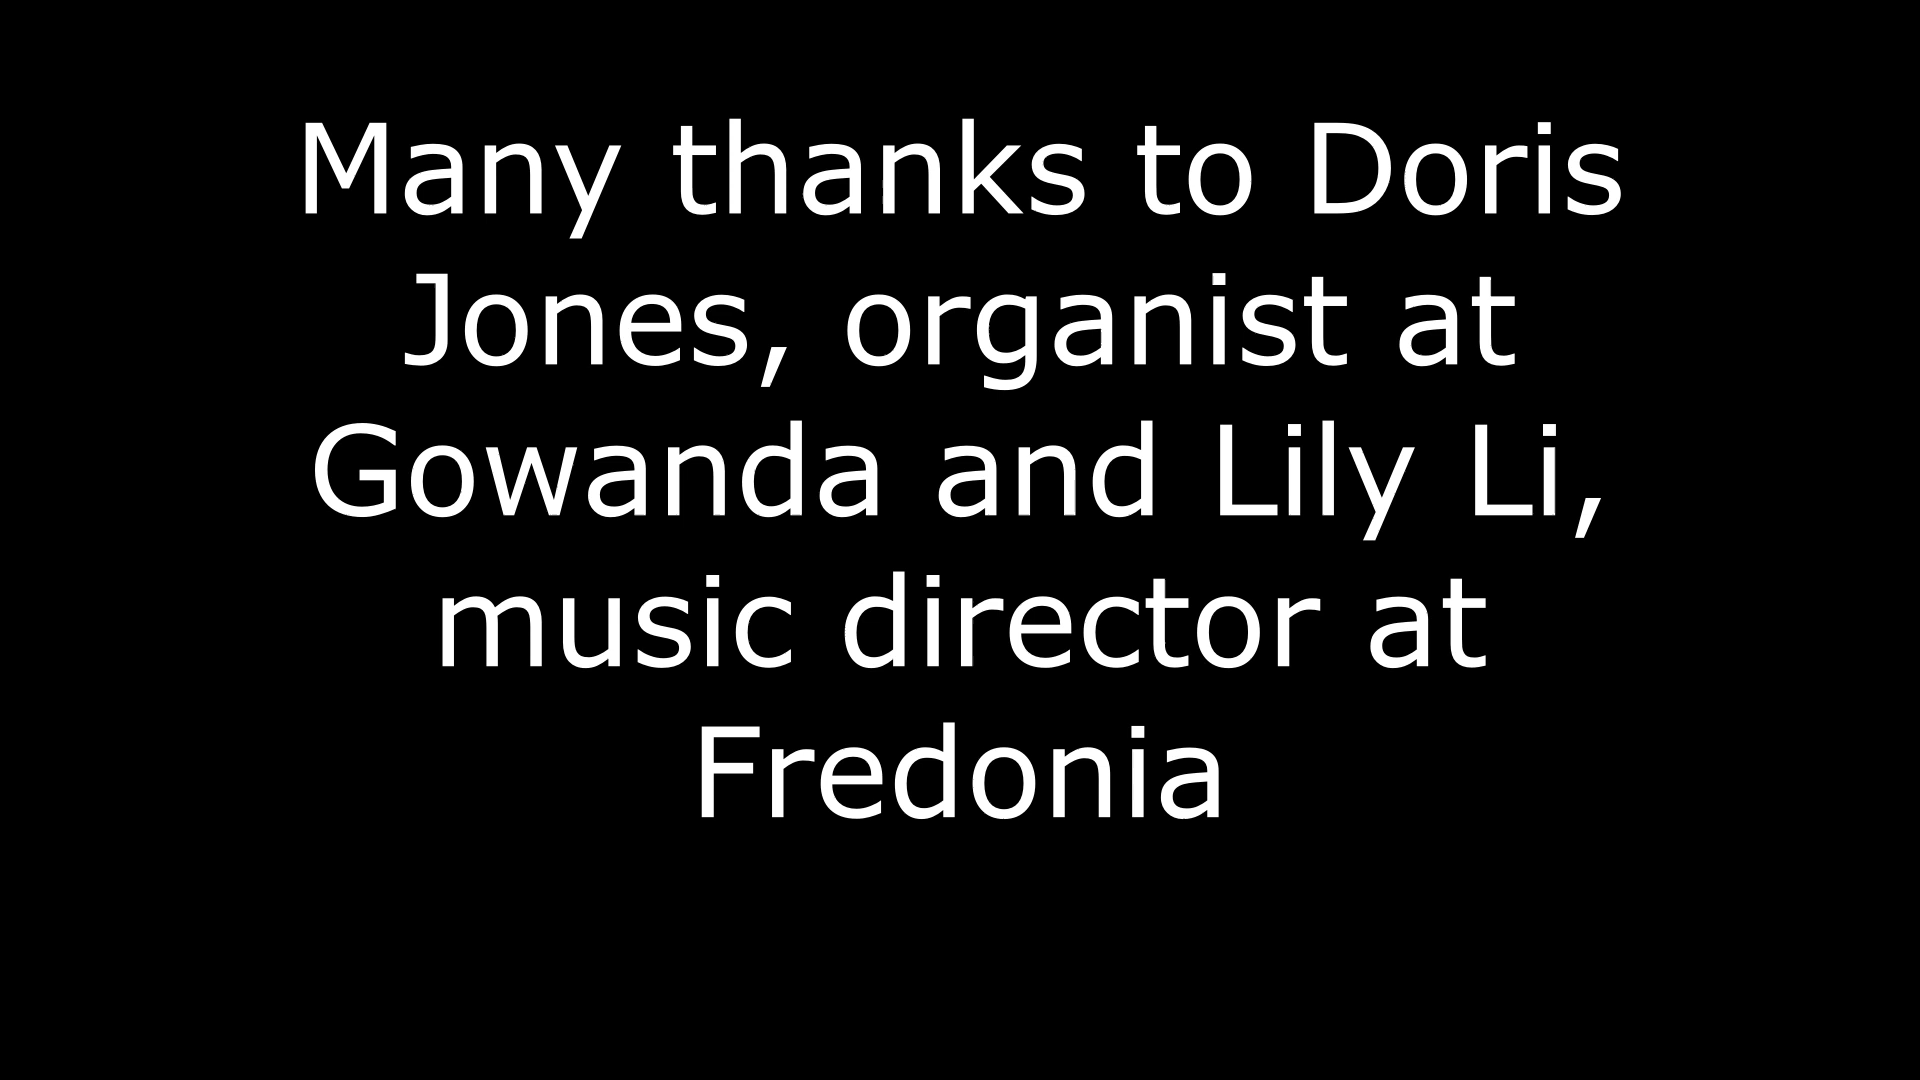 Many thanks to Doris
Jones, organist at
Gowanda and Lily Li,
music director at
Fredonia